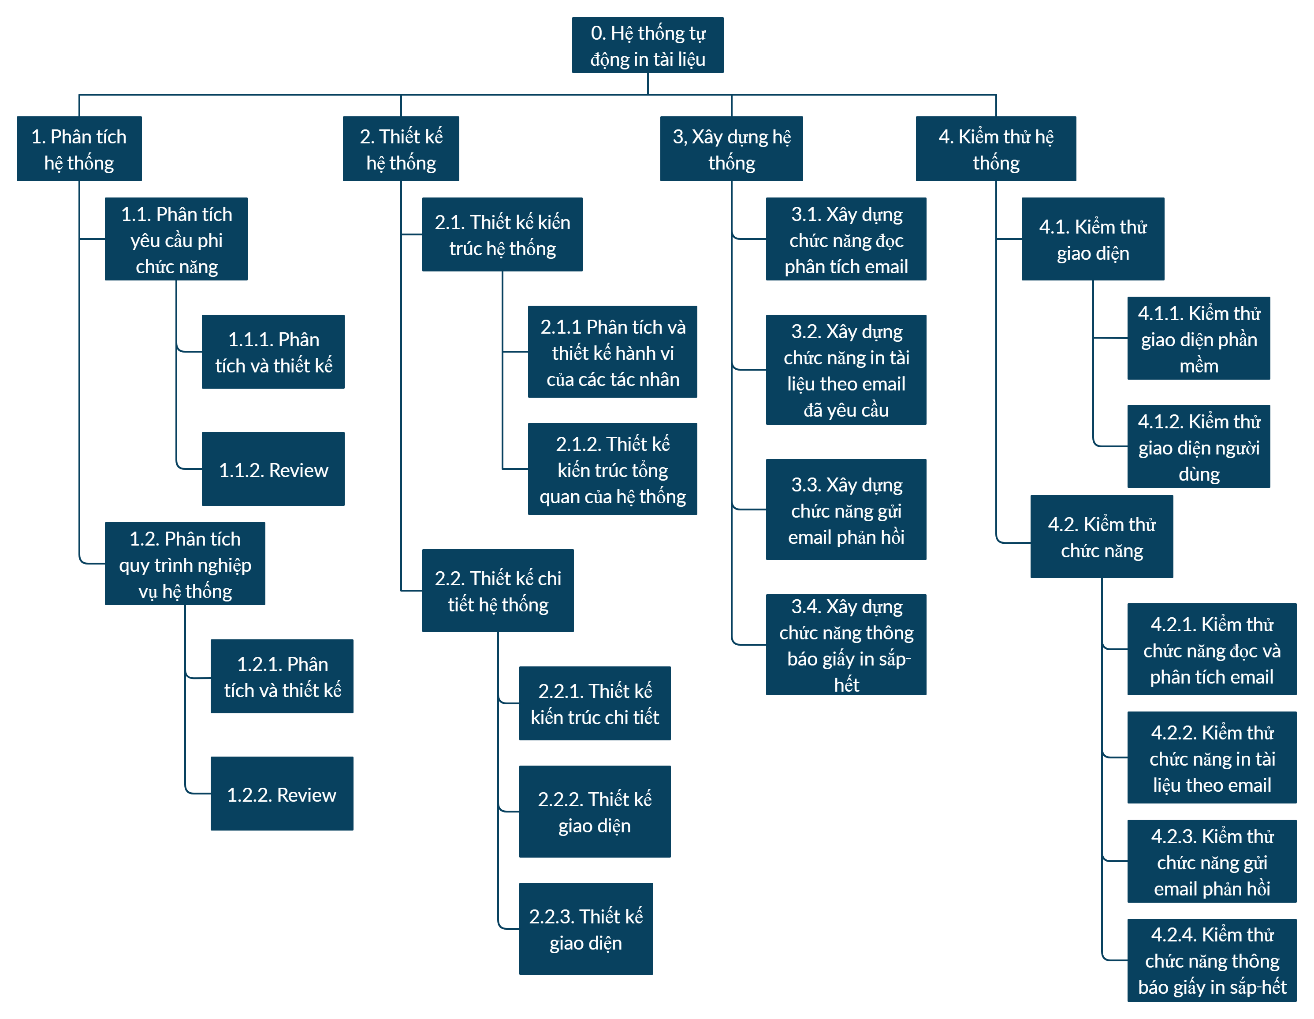 0. Hệ thống tự
động in tài liệu
1. Phân tích
hệ thống
1.1. Phân tích
yêu cầu phi
chức năng
1.1.1. Phân
tích và thiết kế
1.1.2. Review
1.2. Phân tích
quy trình nghiệp
vụ hệ thống
1.2.1. Phân
tích và thiết kế
1.2.2. Review
2. Thiết kế
hệ thống
2.1. Thiết kế kiến
trúc hệ thống
2.1.1 Phân tích và
thiết kế hành vi
của các tác nhân
2.1.2. Thiết kế
kiến trúc tổng
quan của hệ thống
2.2. Thiết kế chi
tiết hệ thống
2.2.1. Thiết kế
kiến trúc chi tiết
2.2.2. Thiết kế
giao diện
2.2.3. Thiết kế
giao diện
3, Xây dựng hệ
thống
3.1. Xây dựng
chức năng đọc
phân tích email
3.2. Xây dựng
chức năng in tài
liệu theo email
đã yêu cầu
3.3. Xây dựng
chức năng gửi
email phản hồi
3.4. Xây dựng
chức năng thông
báo giấy in sắp-
hết
4. Kiểm thử hệ
thống
4.1. Kiểm thử
giao diện
4.1.1. Kiểm thử
giao diện phần
mềm
4.1.2. Kiểm thử
giao diện người
dùng
4.2. Kiểm thử
chức năng
4.2.1. Kiểm thử
chức năng đọc và
phân tích email
4.2.2. Kiểm thử
chức năng in tài
liệu theo email
4.2.3. Kiểm thử
chức năng gửi
email phản hồi
4.2.4. Kiểm thử
chức năng thông
báo giấy in sắp-hết